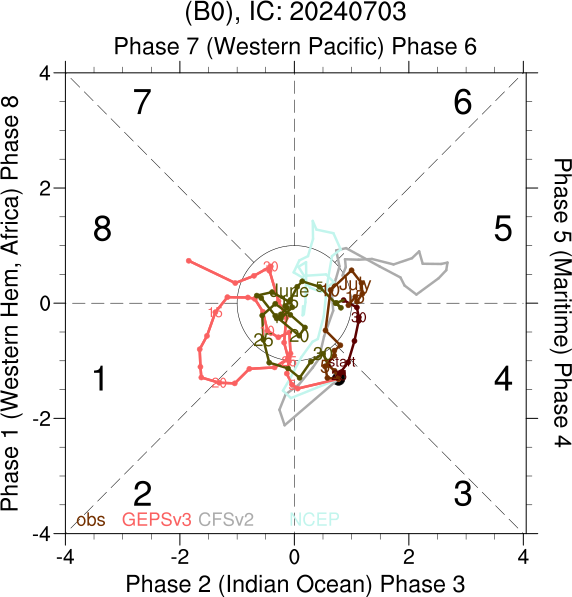 (B0), IC: 20240703
Phase 7 (Western Pacific) Phase 6
Phase 1 (Western Hem, Africa) Phase 8
Phase 5 (Maritime) Phase 4
Phase 2 (Indian Ocean) Phase 3
4
2
0
-2
-4
-4 -2 0 2 4
7 6
8 5
1 4
2 3
20
June
July
15
30
25
20
30
start
20
obs GEPSv3 CFSv2 NCEP